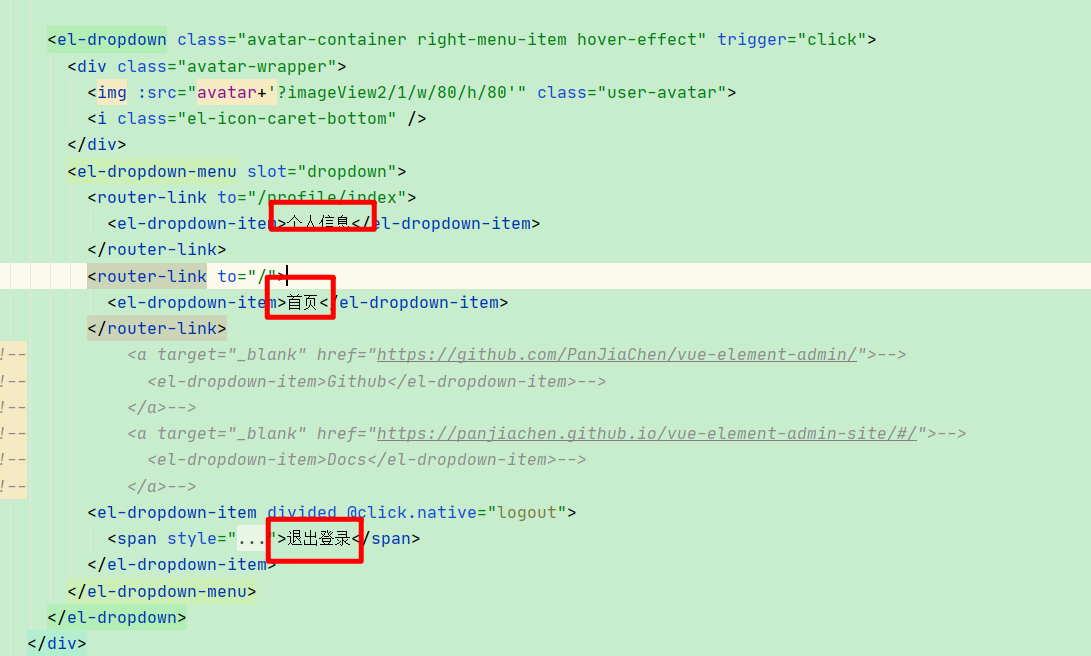 <el-dropdown class="avatar-container right-menu-item hover-effect" trigger="click">
<div class="avatar-wrapper">
<img :src="avatar+'?imageView2/1/w/80/h/80'" class="user-avatar">
<i class="el-icon-caret-bottom" />
</div>
<el-dropdown-menu slot="dropdown">
<router-link to="/profile/index">
<el-dropdown-item>个人信息</el-dropdown-item>
</router-link>
<router-link to="/">
<el-dropdown-item>首页</el-dropdown-item>
</router-link>
!-- <a target="_blank" href="https://github.com/PanJiaChen/vue-element-admin/">-->
!-- <el-dropdown-item>Github</el-dropdown-item>-->
!-- </a>-->
!-- <a target="_blank" href="https://panjiachen.github.io/vue-element-admin-site/#/">-->
!-- <el-dropdown-item>Docs</el-dropdown-item>-->
!-- </a>-->
<el-dropdown-item divided @click.native="logout">
<span style="...">退出登录</span>
</el-dropdown-item>
</el-dropdown-menu>
</el-dropdown>
</div>